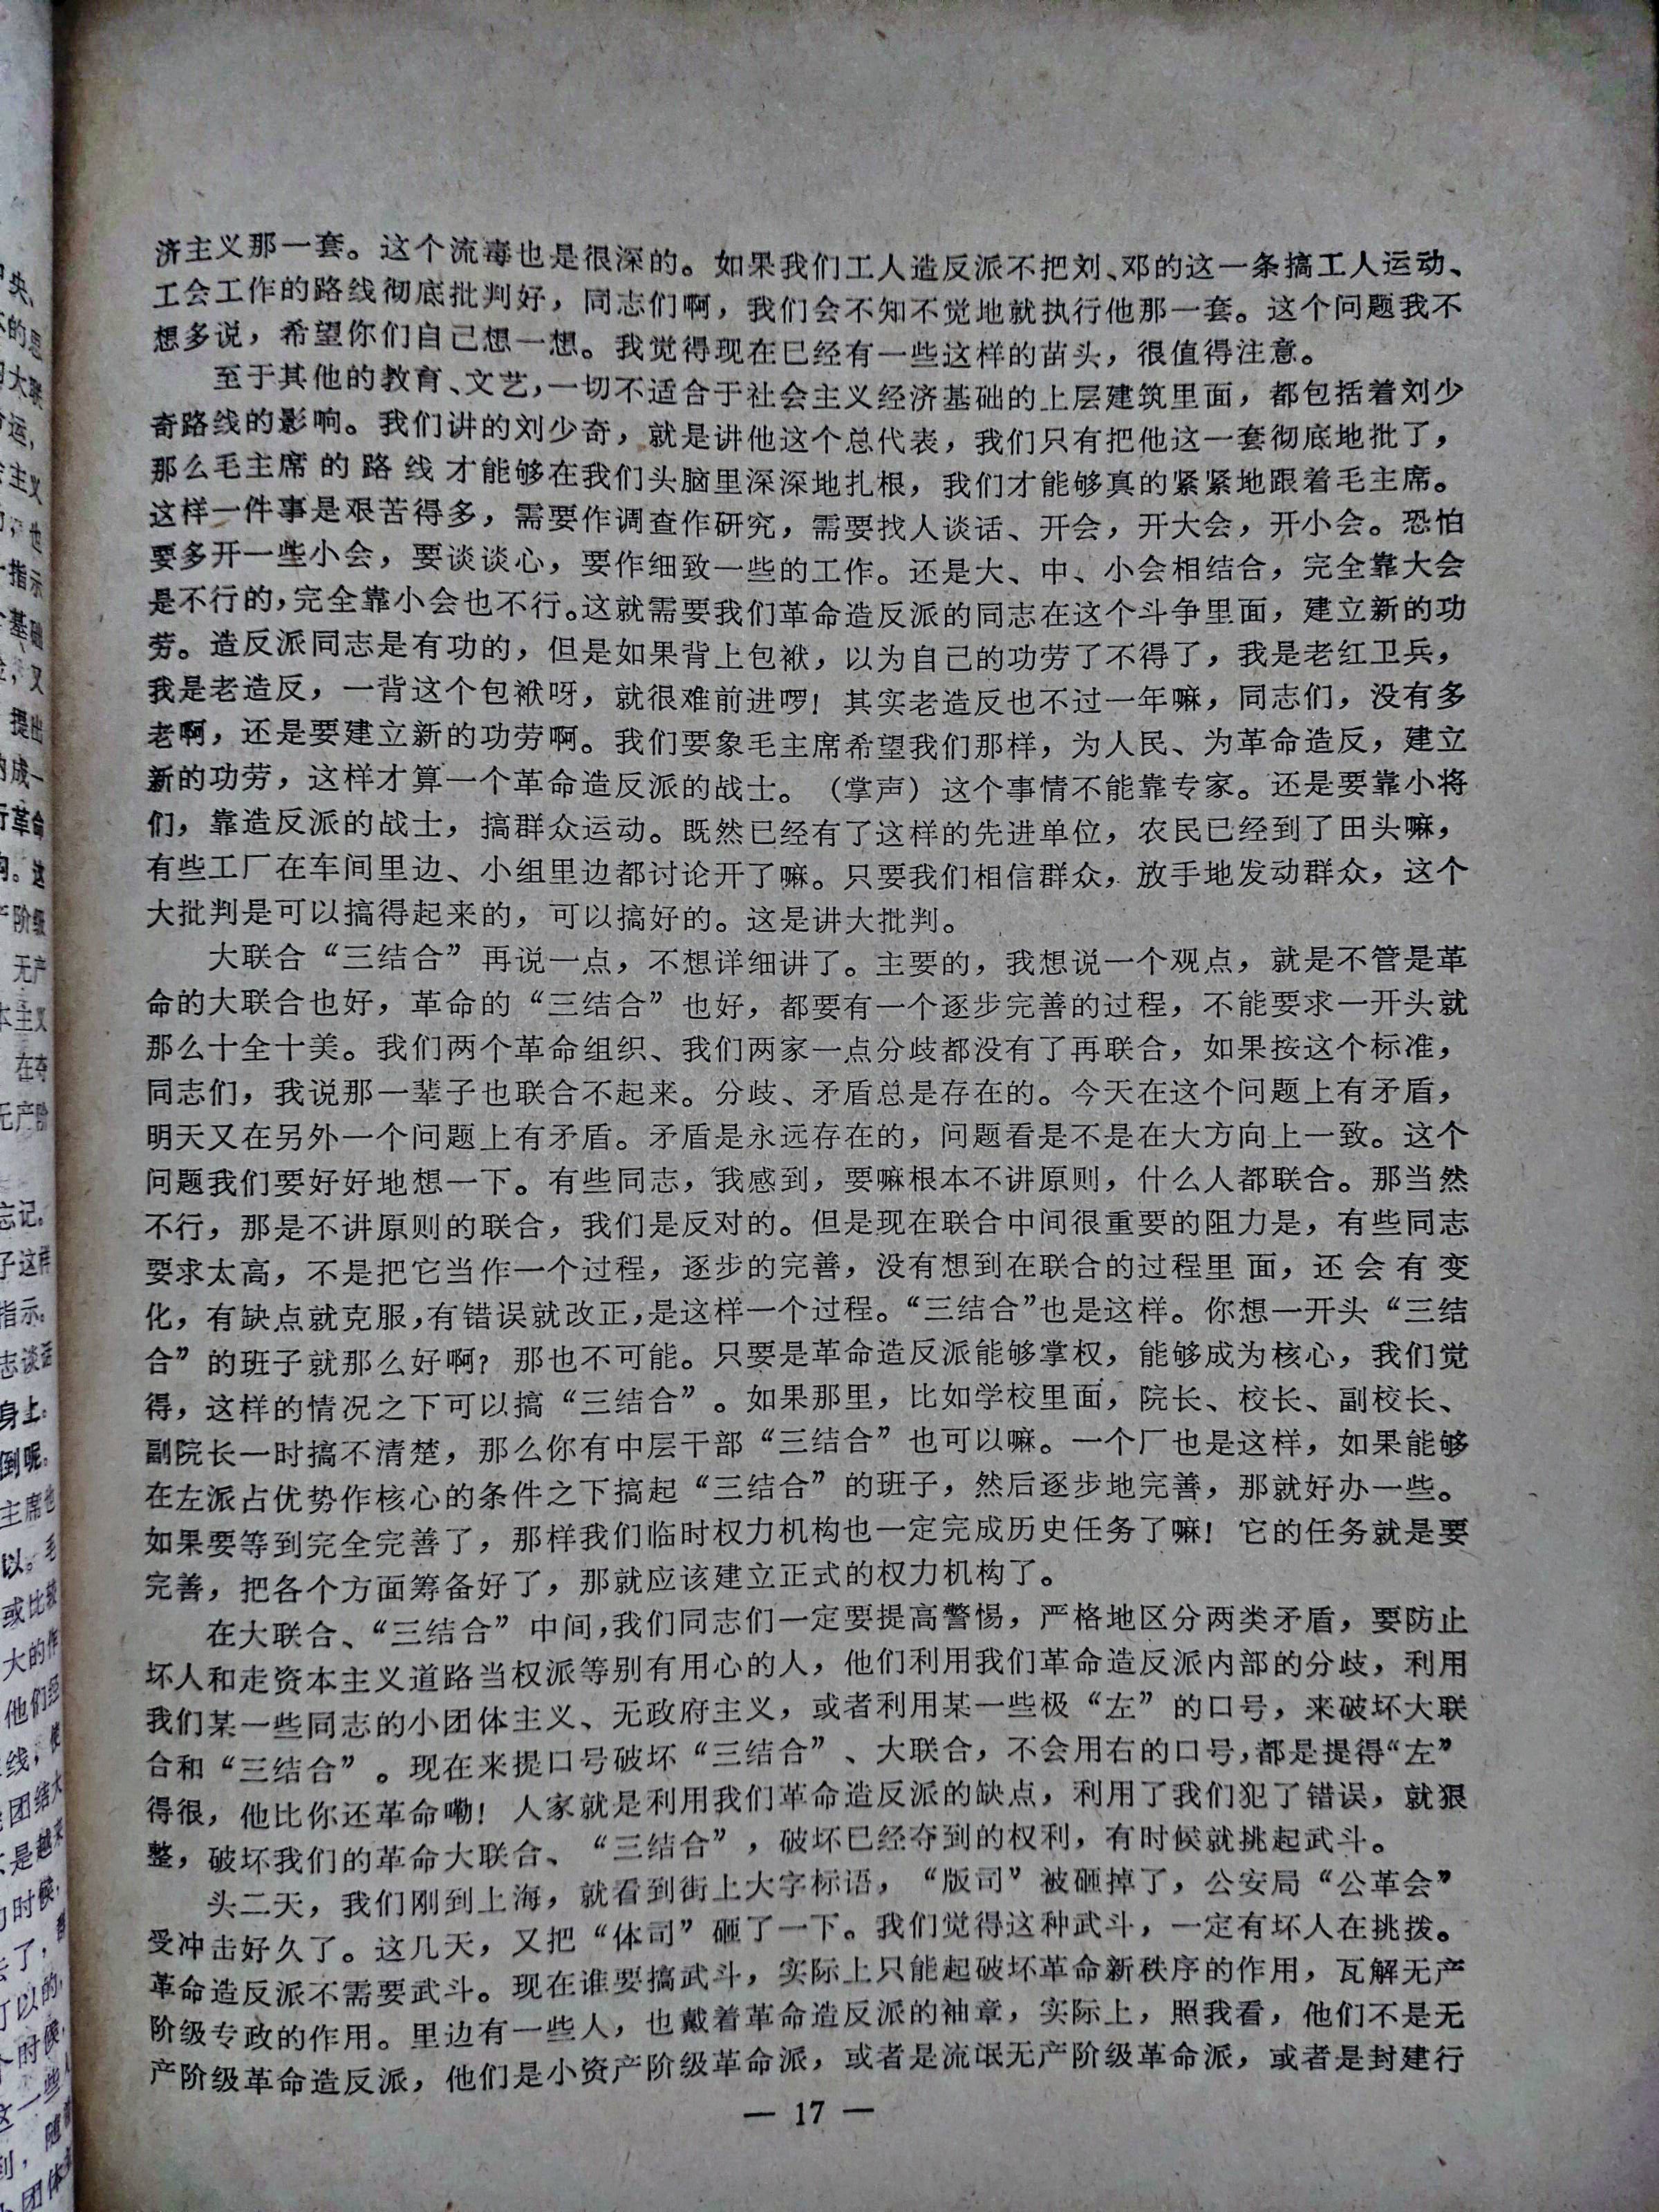 济主义那一套。这个流毒也是很深的。如果我们工人造反派不把刘、邓的这一条搞工人运动、
工会工作的路线彻底批判好，同志们啊，我们会不知不觉地就执行他那一套。这个问题我不
想多说，希望你们自己想一想。我觉得现在已经有一些这样的苗头，很值得注意。
至于其他的教育、文艺，一切不适合于社会主义经济基础的上层建筑里面，都包括着刘少
奇路线的影响。我们讲的刘少奇，就是讲他这个总代表，我们只有把他这一套彻底地批了，
那么毛主席的路线才能够在我们头脑里深深地扎根，我们才能够真的紧紧地跟着毛主席。
这样一件事是艰苦得多，需要作调查作研究，需要找人谈话、开会，开大会，开小会。恐怕
要多开一些小会，要谈谈心，要作细致一些的工作。还是大、中、小会相结合，完全靠大会
是不行的，完全靠小会也不行。这就需要我们革命造反派的同志在这个斗争里面，建立新的功
劳。造反派同志是有功的，但是如果背上包袱，以为自己的功劳了不得了，我是老红卫兵，
我是老造反，一背这个包袱呀，就很难前进啰！其实老造反也不过一年嘛，同志们，没有多
老啊，还是要建立新的功劳啊。我们要象毛主席希望我们那样，为人民、为革命造反，建立
新的功劳，这样才算一个革命造反派的战士。（掌声）这个事情不能靠专家。还是要靠小将
们，靠造反派的战士，搞群众运动。既然已经有了这样的先进单位，农民已经到了田头嘛，
有些工厂在车间里边、小组里边都讨论开了嘛。只要我们相信群众，放手地发动群众，这个
大批判是可以搞得起来的，可以搞好的。这是讲大批判。
大联合“三结合”再说一点，不想详细讲了。主要的，我想说一个观点，就是不管是革
命的大联合也好，革命的“三结合”也好，都要有一个逐步完善的过程，不能要求一开头就
那么十全十美。我们两个革命组织、我们两家一点分歧都没有了再联合，如果按这个标准，
同志们，我说那一辈子也联合不起来。分歧、矛盾总是存在的。今天在这个问题上有矛盾，
明天又在另外一个问题上有矛盾。矛盾是永远存在的，问题看是不是在大方向上一致。这个
问题我们要好好地想一下。有些同志，我感到，要嘛根本不讲原则，什么人都联合。那当然
不行，那是不讲原则的联合，我们是反对的。但是现在联合中间很重要的阻力是，有些同志
要求太高，不是把它当作一个过程，逐步的完善，没有想到在联合的过程里面，还会有变
化，有缺点就克服，有错误就改正，是这样一个过程。“三结合”也是这样。你想一开头“三结
合”的班子就那么好啊？那也不可能。只要是革命造反派能够掌权，能够成为核心，我们觉
得，这样的情况之下可以搞“三结合”。如果那里，比如学校里面，院长、校长、副校长、
副院长一时搞不清楚，那么你有中层干部“三结合”也可以嘛。一个厂也是这样，如果能够
在左派占优势作核心的条件之下搞起“三结合”的班子，然后逐步地完善，那就好办一些。
如果要等到完全完善了，那样我们临时权力机构也一定完成历史任务了嘛！它的任务就是要
完善，把各个方面筹备好了，那就应该建立正式的权力机构了。
在大联合、“三结合”中间，我们同志们一定要提高警惕，严格地区分两类矛盾，要防止
坏人和走资本主义道路当权派等别有用心的人，他们利用我们革命造反派内部的分歧，利用
我们某一些同志的小团体主义、无政府主义，或者利用某一些极“左”的口号，来破坏大联
合和“三结合”。现在来提口号破坏“三结合”、大联合，不会用右的口号，都是提得“左”
得很，他比你还革命嘞！人家就是利用我们革命造反派的缺点，利用了我们犯了错误，就狠
整，破坏我们的革命大联合、“三结合”，破坏已经夺到的权利，有时候就挑起武斗。
头二天，我们刚到上海，就看到街上大字标语，“版司”被砸掉了，公安局“公革会”
受冲击好久了。这几天，又把“体司”砸了一下。我们觉得这种武斗，一定有坏人在挑拨。
革命造反派不需要武斗。现在谁要搞武斗，实际上只能起破坏革命新秩序的作用，瓦解无产
阶级专政的作用。里边有一些人，也戴着革命造反派的袖章，实际上，照我看，他们不是无
产阶级革命造反派，他们是小资产阶级革命派，或者是流氓无产阶级革命派，或者是封建行
— 17 —